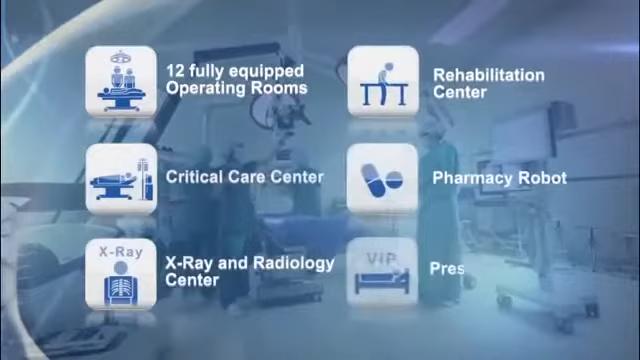 12 fully equipped
Operating Rooms
Critical Care Center
X-Ray
X-Ray and Radiology
Center
Rehabilitation
Center
Pharmacy Robot
VIP
Pres